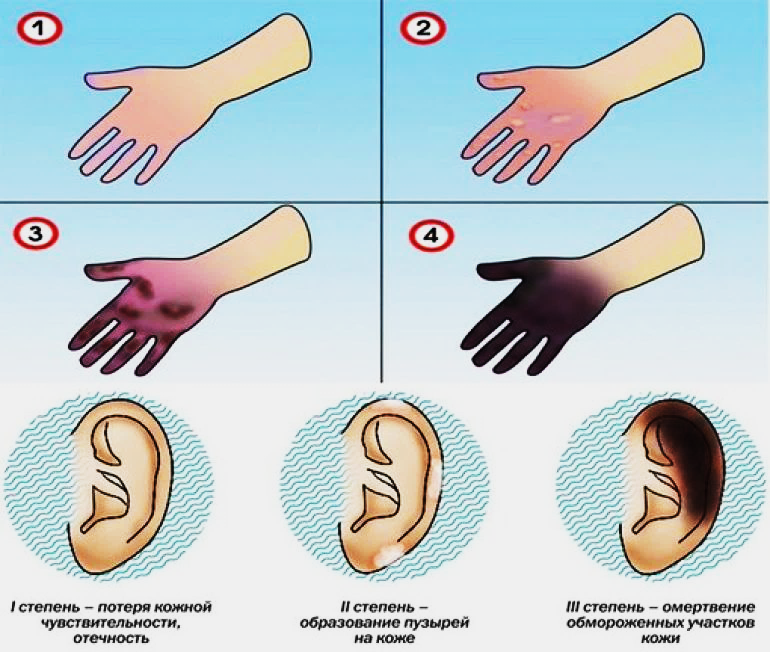 1
2
3
4
I степень – потеря кожной
чувствительности,
отечность
II степень –
образование пузырей
на коже
III степень – омертвение
обмороженных участков
кожи